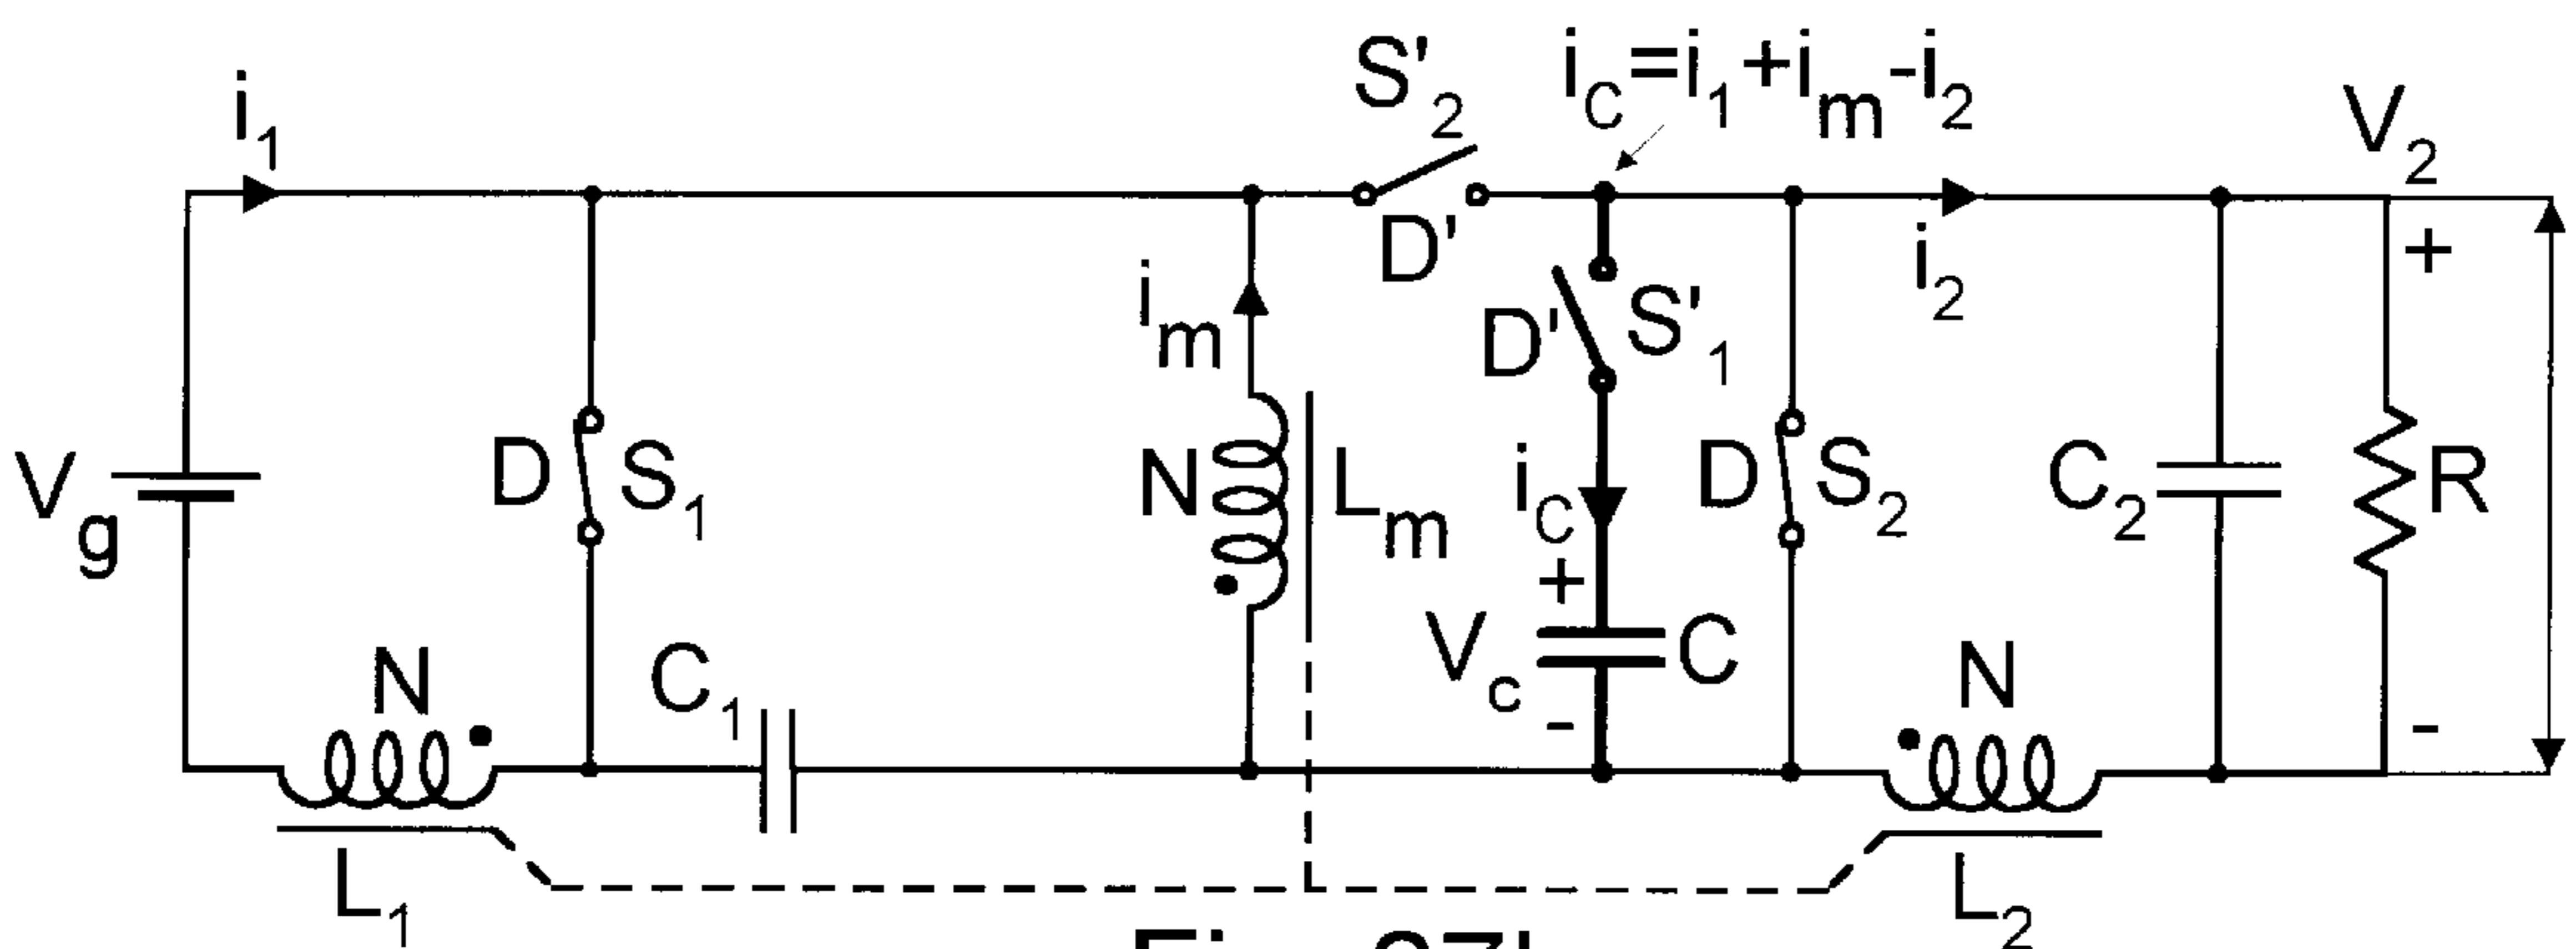 i1
S'2
iC=i1+im-i2
V2
D'
i2
+
im
D'
S'1
Vg
D
S1
N
Lm
iC
D
S2
C2
R
+
N
C1
Vc
C
N
-
-
L1
L2